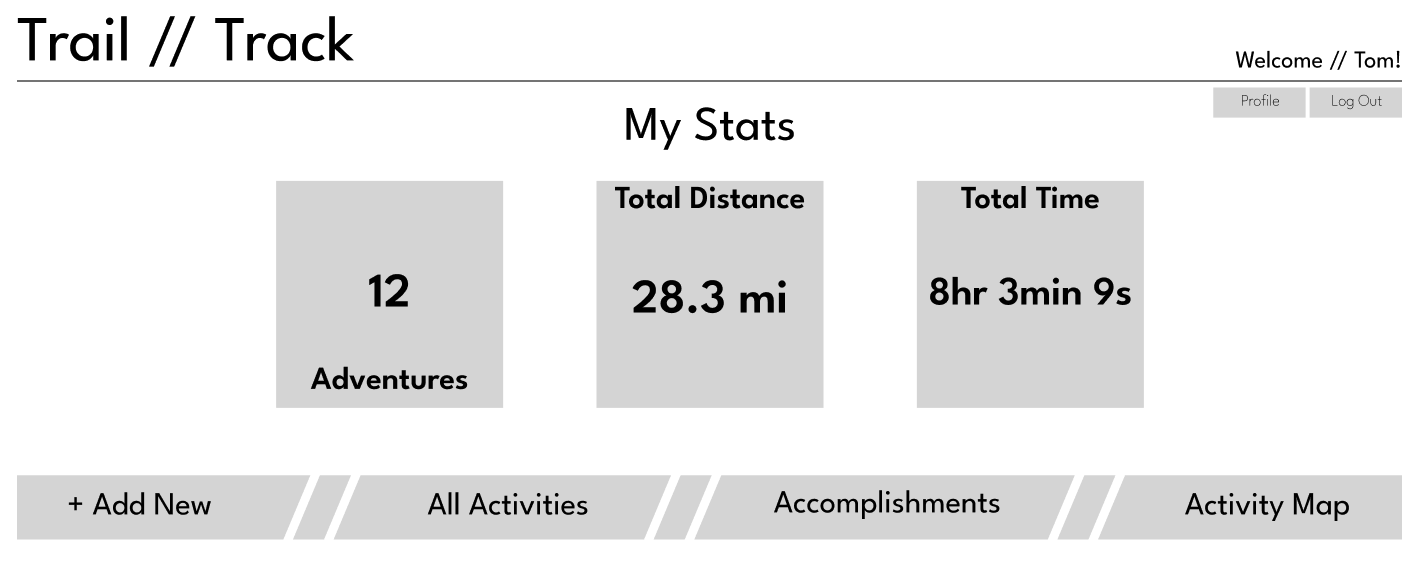 Trail // Track
Welcome // Tom!
Profile
Log Out
My Stats
12
Adventures
Total Distance
28.3 mi
Total Time
8hr 3min 9s
+ Add New
All Activities
Accomplishments
Activity Map